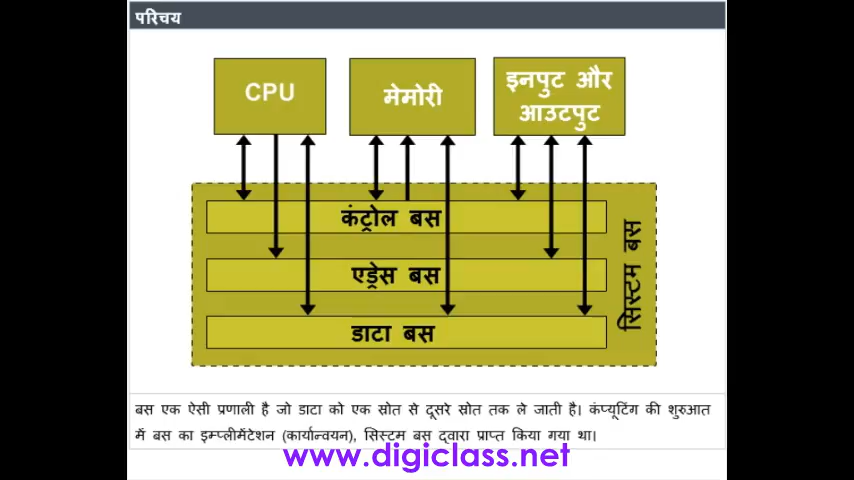 परिचय
CPU
मेमोरी
इनपुट और
आउटपुट
कंट्रोल बस
एड्रेस बस
डाटा बस
सिस्टम बस
बस एक ऐसी प्रणाली है जो डाटा को एक स्रोत से दूसरे स्रोत तक ले जाती है। कंप्यूटिंग की शुरुआत
में बस का इम्प्लीमेंटेशन (कार्यान्वयन), सिस्टम बस द्वारा प्राप्त किया गया था।
www.digiclass.net